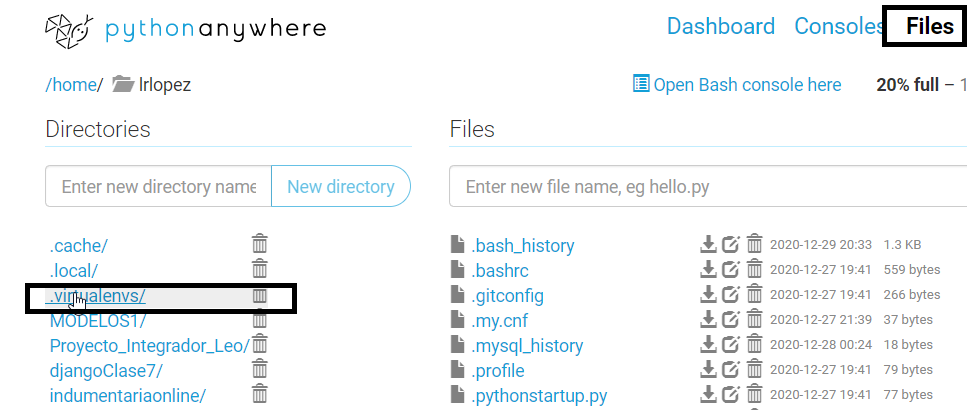 pythonanywhere
Dashboard Consoles Files
/home/ lrlopez
Open Bash console here 20% full –
Directories
Files
Enter new directory name New directory
Enter new file name, eg hello.py
.cache/
.local/
.virtualenvs/
MODELOS1/
Proyecto_Integrador_Leo/
djangoClase7/
indumentariaonline/
.bash_history 2020-12-29 20:33 1.3 KB
.bashrc 2020-12-27 19:41 559 bytes
.gitconfig 2020-12-27 19:41 266 bytes
.my.cnf 2020-12-27 21:39 37 bytes
.mysql_history 2020-12-28 00:24 18 bytes
.profile 2020-12-27 19:41 79 bytes
.pythonstartup.py 2020-12-27 19:41 77 bytes